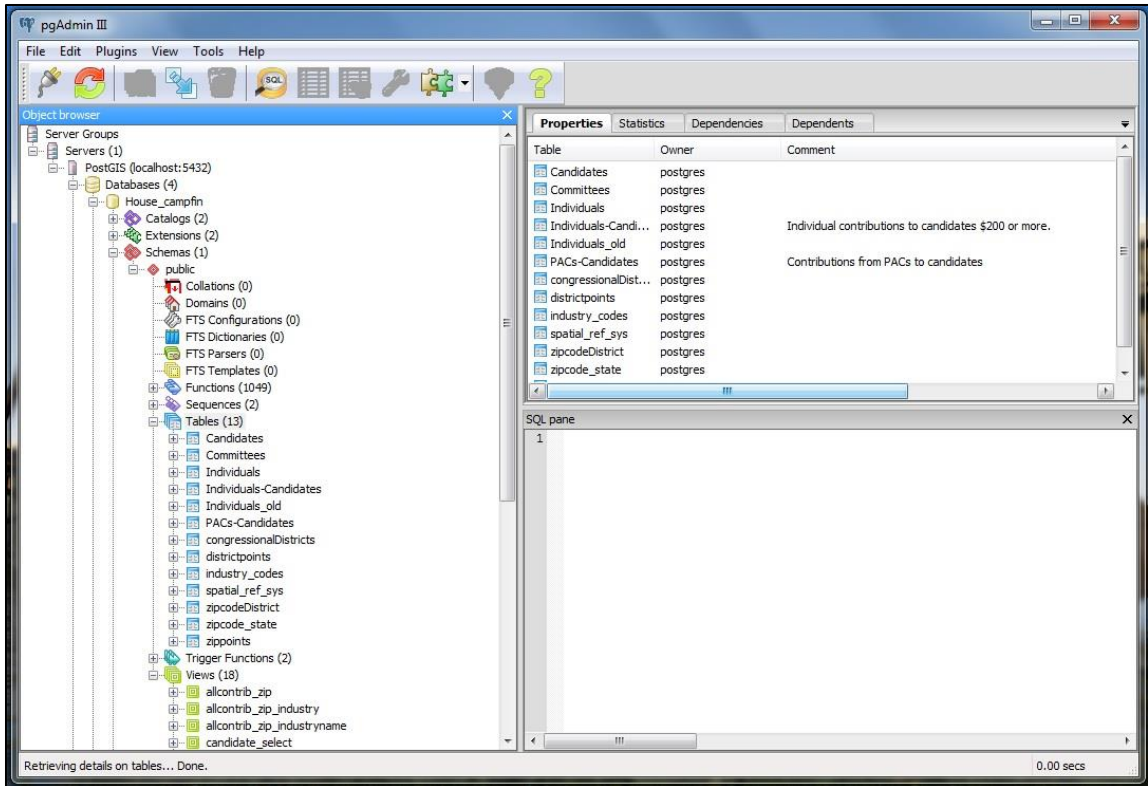 pgAdmin III
File Edit Plugins View Tools Help
SQL
Object browser
Server Groups
Servers (1)
PostGIS (localhost:5432)
Databases (4)
House_campfin
Catalogs (2)
Extensions (2)
Schemas (1)
public
Collations (0)
Domains (0)
FTS Configurations (0)
FTS Dictionaries (0)
FTS Parsers (0)
FTS Templates (0)
Functions (1049)
Sequences (2)
Tables (13)
Candidates
Committees
Individuals
Individuals-Candidates
Individuals_old
PACs-Candidates
congressionalDistricts
districtpoints
industry_codes
spatial_ref_sys
zipcodeDistrict
zipcode_state
zippoints
Trigger Functions (2)
Views (18)
allcontrib_zip
allcontrib_zip_industry
allcontrib_zip_industryname
candidate_select
Properties Statistics Dependencies Dependents
Table Owner Comment
Candidates postgres
Committees postgres
Individuals postgres
Individuals-Candi... postgres Individual contributions to candidates $200 or more.
Individuals_old postgres
PACs-Candidates postgres Contributions from PACs to candidates
congressionalDist... postgres
districtpoints postgres
industry_codes postgres
spatial_ref_sys postgres
zipcodeDistrict postgres
zipcode_state postgres
SQL pane
1
Retrieving details on tables... Done. 0.00 secs